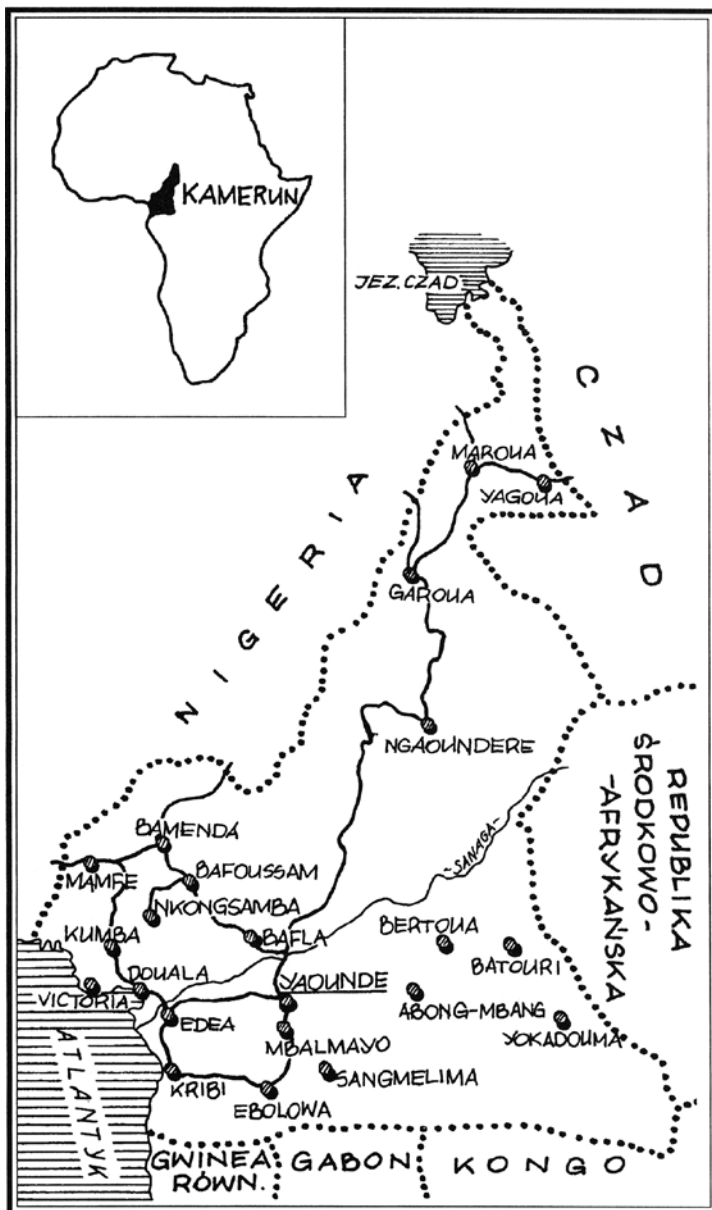 KAMERUN
JEZ. CZAD
CZAD
NIGERIA
MAROUA
YAGOUA
GAROUA
NGAOUNDERE
REPUBLIKA
ŚRODKOWO-
-AFRYKAŃSKA
-SANAGA-
BAMENDA
MAMFE
BAFOUSSAM
NKONGSAMBA
KUMBA
BAFLA
BERTOUA
BATOURI
DOUALA
VICTORIA
YAOUNDE
EDEA
ABONG-MBANG
YOKADOUMA
MBALMAYO
SANGMELIMA
KRIBI
EBOLOWA
ATLANTYK
GWINEA
RÓWN.
GABON
KONGO